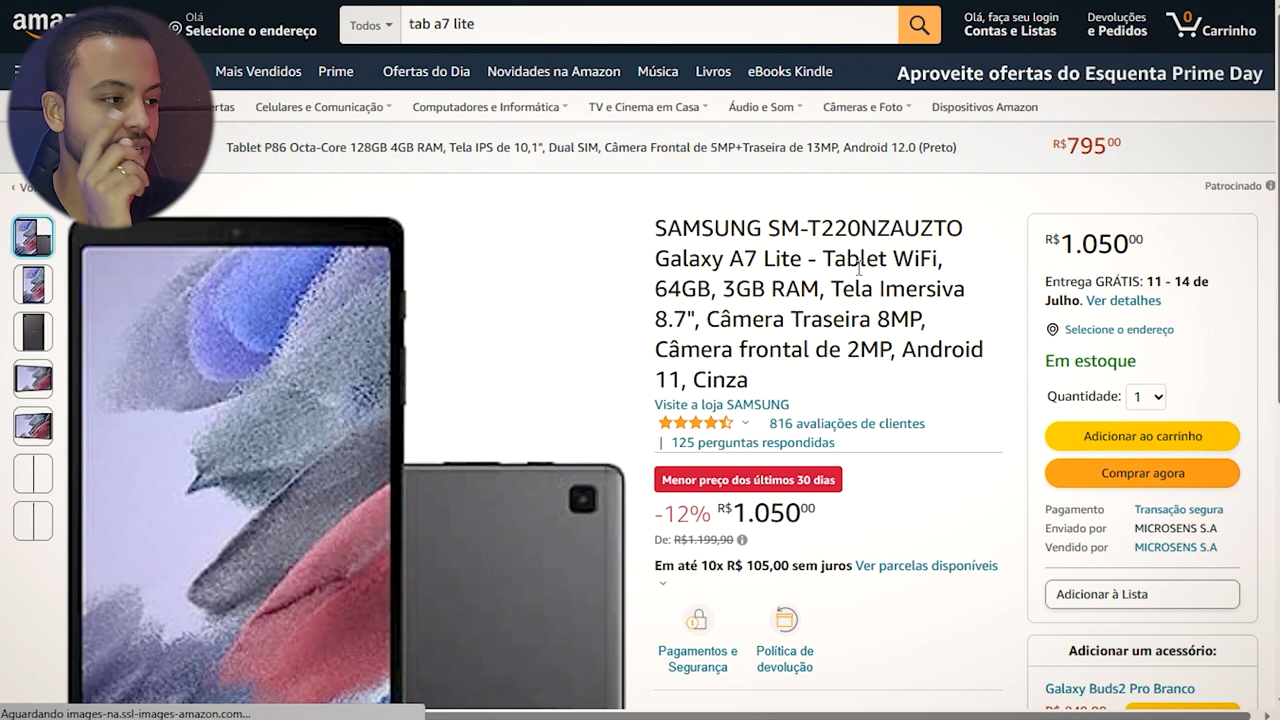 ama
Olá
Selecione o endereço
Todos
tab a7 lite
Olá, faça seu login
Contas e Listas
Devoluções
e Pedidos
0
Carrinho
Mais Vendidos
Prime
Ofertas do Dia
Novidades na Amazon
Música
Livros
eBooks Kindle
Aproveite ofertas do Esquenta Prime Day
ertas
Celulares e Comunicação
Computadores e Informática
TV e Cinema em Casa
Áudio e Som
Câmeras e Foto
Dispositivos Amazon
Tablet P86 Octa-Core 128GB 4GB RAM, Tela IPS de 10,1", Dual SIM, Câmera Frontal de 5MP+Traseira de 13MP, Android 12.0 (Preto)
R$79500
Patrocinado
‹ Vo
SAMSUNG SM-T220NZAUZTO
Galaxy A7 Lite - Tablet WiFi,
64GB, 3GB RAM, Tela Imersiva
8.7", Câmera Traseira 8MP,
Câmera frontal de 2MP, Android
11, Cinza
Visite a loja SAMSUNG
816 avaliações de clientes
| 125 perguntas respondidas
Menor preço dos últimos 30 dias
-12% R$1.05000
De: R$1.199,90
Em até 10x R$ 105,00 sem juros Ver parcelas disponíveis
Pagamentos e
Segurança
Política de
devolução
R$1.05000
Entrega GRÁTIS: 11 - 14 de
Julho. Ver detalhes
Selecione o endereço
Em estoque
Quantidade: 1
Adicionar ao carrinho
Comprar agora
Pagamento Transação segura
Enviado por MICROSENS S.A
Vendido por MICROSENS S.A
Adicionar à Lista
Adicionar um acessório:
Galaxy Buds2 Pro Branco
Aguardando images-na.ssl-images-amazon.com...